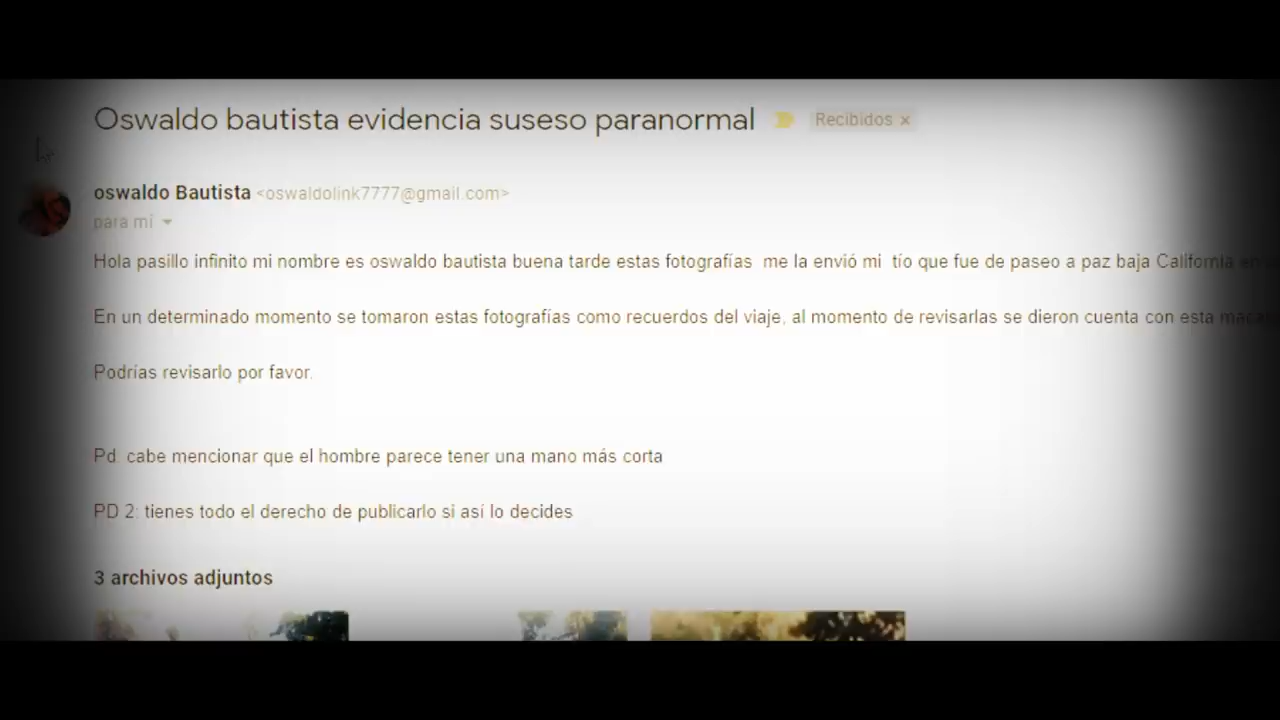 Oswaldo bautista evidencia suseso paranormal
Recibidos ×
oswaldo Bautista <oswaldolink7777@gmail.com>
para mí
Hola pasillo infinito mi nombre es oswaldo bautista buena tarde estas fotografías me la envió mi tío que fue de paseo a paz baja California en
En un determinado momento se tomaron estas fotografías como recuerdos del viaje, al momento de revisarlas se dieron cuenta con esta
Podrías revisarlo por favor.
Pd. cabe mencionar que el hombre parece tener una mano más corta
PD 2: tienes todo el derecho de publicarlo si así lo decides
3 archivos adjuntos